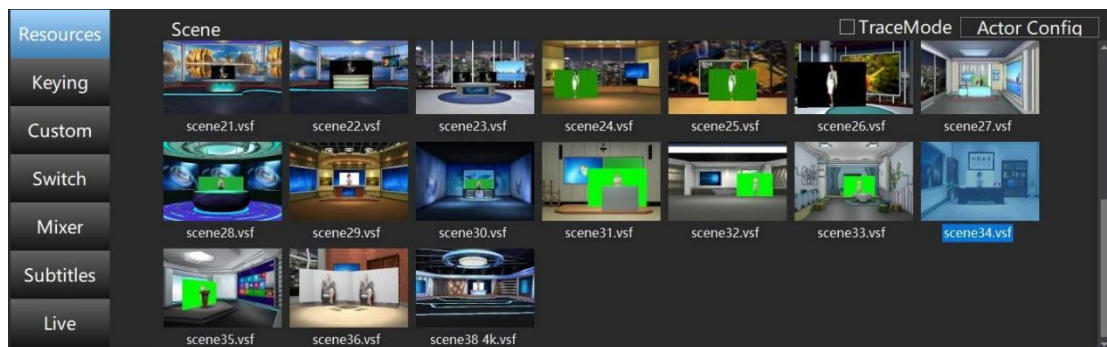 Resources
Keying
Custom
Switch
Mixer
Subtitles
Live
Scene
TraceMode
Actor Config
scene21.vsf
scene22.vsf
scene23.vsf
scene24.vsf
scene25.vsf
scene26.vsf
scene27.vsf
scene28.vsf
scene29.vsf
scene30.vsf
scene31.vsf
scene32.vsf
scene33.vsf
scene34.vsf
scene35.vsf
scene36.vsf
scene38 4k.vsf